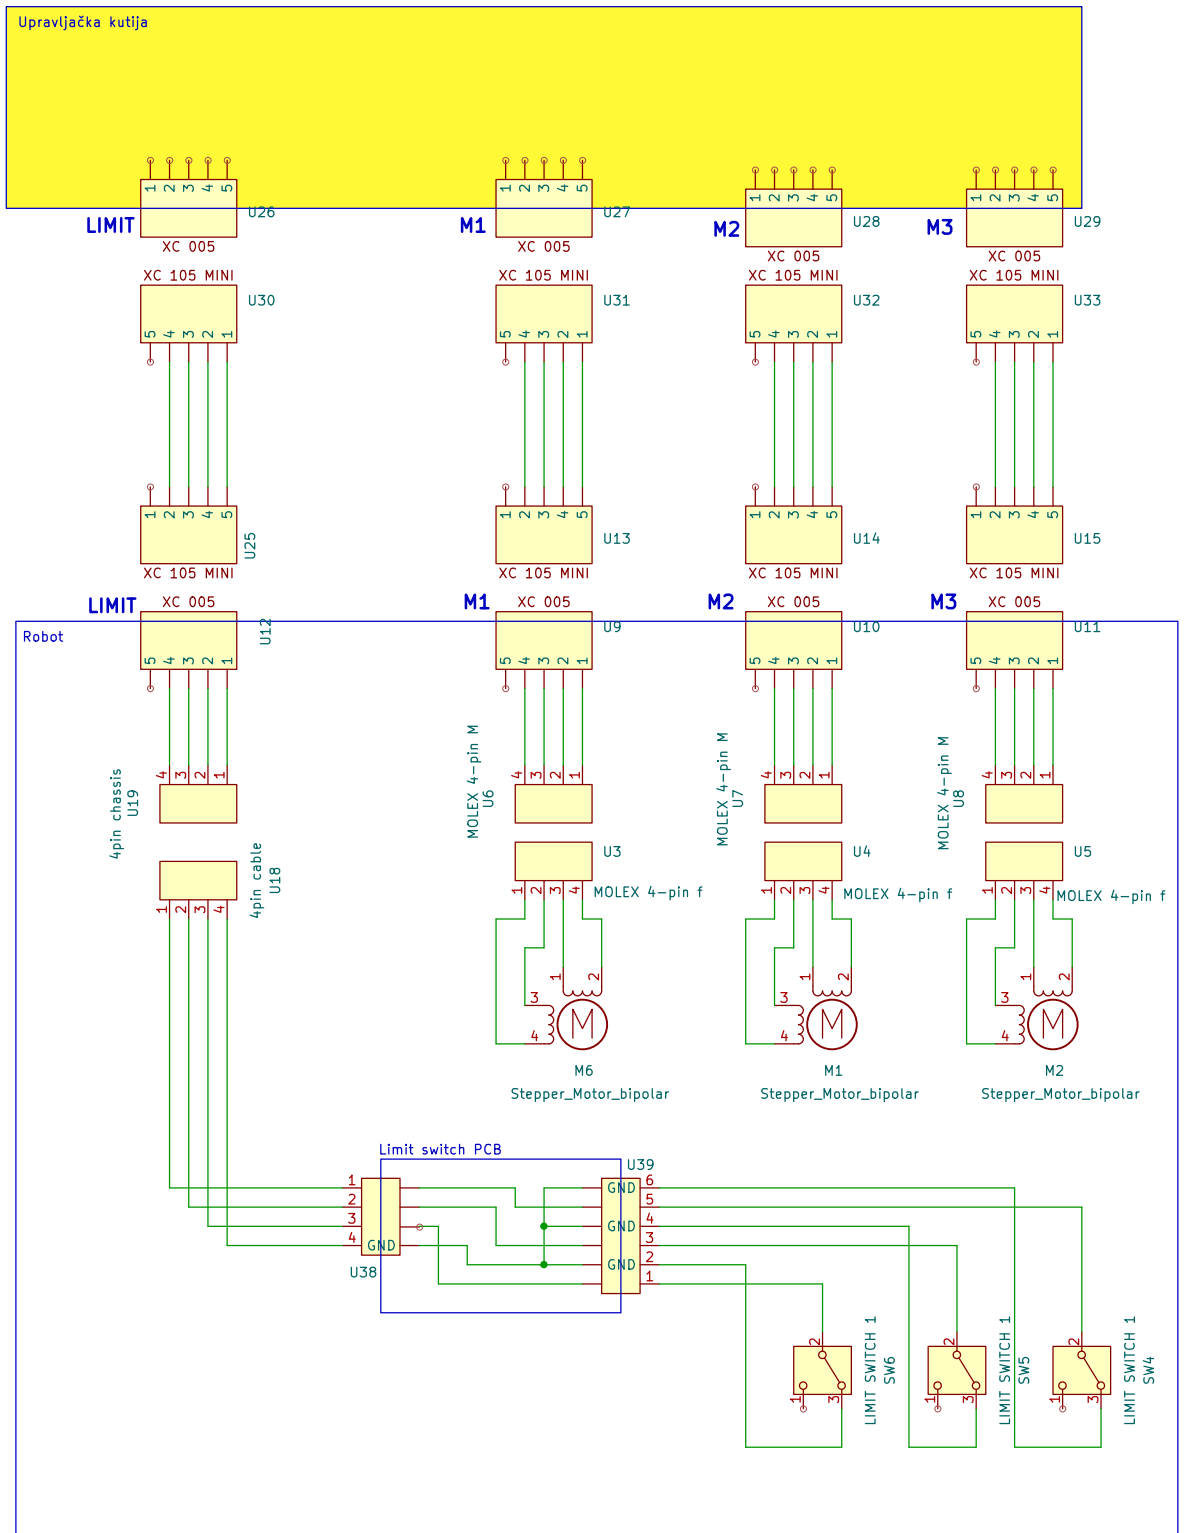 Upravljačka kutija
1 2 3 4 5
1 2 3 4 5
1 2 3 4 5
1 2 3 4 5
U26
U27
U28
U29
LIMIT
M1
M2
M3
XC 005
XC 005
XC 005
XC 005
XC 105 MINI
XC 105 MINI
XC 105 MINI
XC 105 MINI
U30
U31
U32
U33
5 4 3 2 1
5 4 3 2 1
5 4 3 2 1
5 4 3 2 1
1 2 3 4 5
1 2 3 4 5
1 2 3 4 5
1 2 3 4 5
U25
U13
U14
U15
XC 105 MINI
XC 105 MINI
XC 105 MINI
XC 105 MINI
LIMIT
M1
M2
M3
XC 005
XC 005
XC 005
XC 005
Robot
U12
U9
U10
U11
5 4 3 2 1
5 4 3 2 1
5 4 3 2 1
5 4 3 2 1
4 3 2 1
4 3 2 1
4 3 2 1
4 3 2 1
4pin chassis
U19
MOLEX 4-pin M
U6
MOLEX 4-pin M
U7
MOLEX 4-pin M
U8
4pin cable
U18
U3
U4
U5
1 2 3 4
1 2 3 4
1 2 3 4
1 2 3 4
MOLEX 4-pin f
MOLEX 4-pin f
MOLEX 4-pin f
1
2
3
4
M
1
2
3
4
M
1
2
3
4
M
M6
M1
M2
Stepper_Motor_bipolar
Stepper_Motor_bipolar
Stepper_Motor_bipolar
Limit switch PCB
U39
1
2
3
4
GND
U38
GND 6
5
GND 4
3
GND 2
1
2
1
3
LIMIT SWITCH 1
SW6
2
1
3
LIMIT SWITCH 1
SW5
2
1
3
LIMIT SWITCH 1
SW4